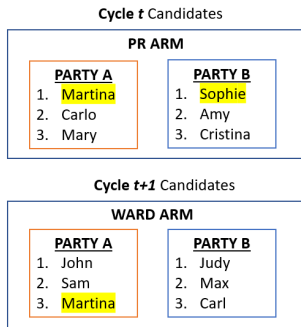 Cycle t Candidates
PR ARM
PARTY A
1. Martina
2. Carlo
3. Mary
PARTY B
1. Sophie
2. Amy
3. Cristina
Cycle t+1 Candidates
WARD ARM
PARTY A
1. John
2. Sam
3. Martina
PARTY B
1. Judy
2. Max
3. Carl